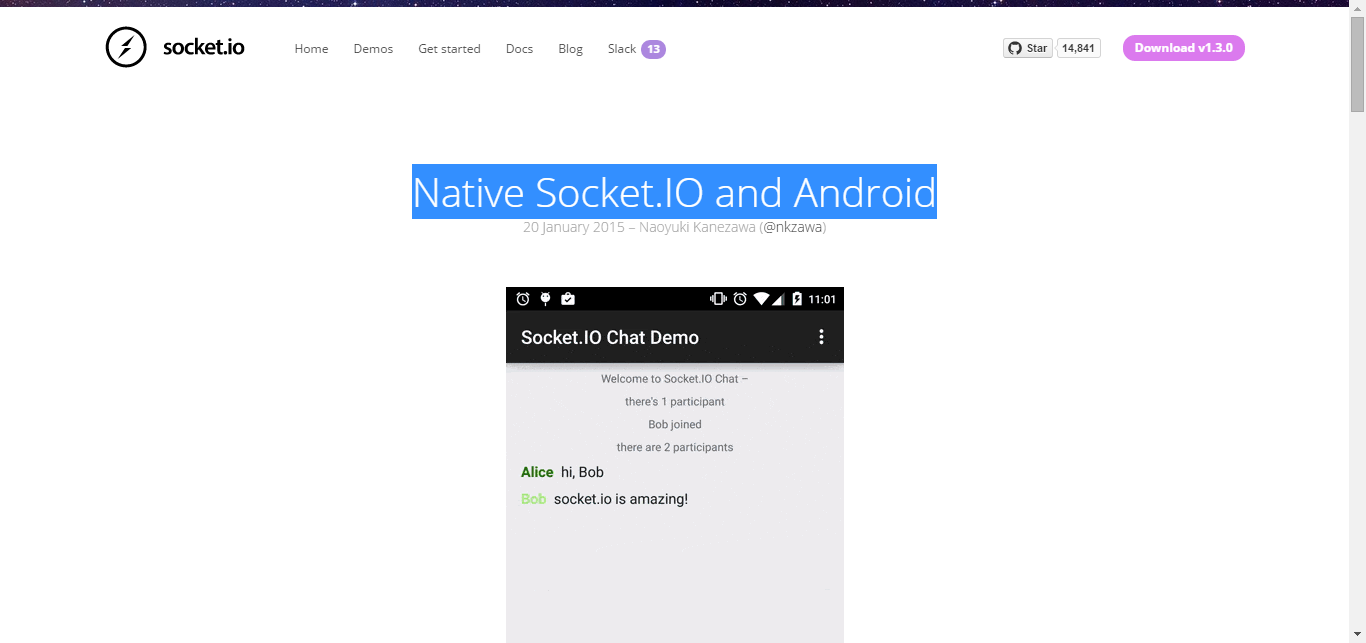 socket.io Home Demos Get started Docs Blog Slack 13 Star 14,841 Download v1.3.0
Native Socket.IO and Android
20 January 2015 – Naoyuki Kanezawa (@nkzawa)
11:01
Socket.IO Chat Demo
Welcome to Socket.IO Chat –
there's 1 participant
Bob joined
there are 2 participants
Alice hi, Bob
Bob socket.io is amazing!